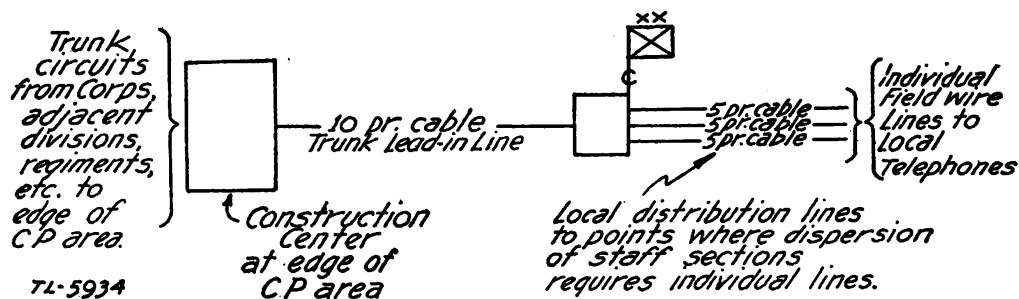 Trunk
circuits
from Corps,
adjacent
divisions,
regiments,
etc. to
edge of
CP area.
TL-5934
Construction
Center
at edge of
CP area
10 pr. cable
Trunk Lead-in Line
XX
C
5 pr. cable
5 pr. cable
5 pr. cable
Local distribution lines
to points where dispersion
of staff sections
requires individual lines.
Individual
Field wire
Lines to
Local
Telephones